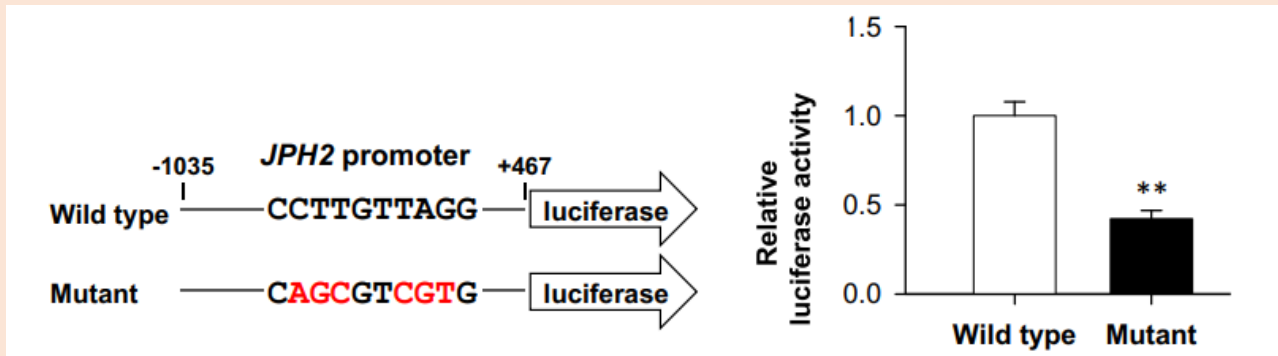 -1035 JPH2 promoter +467
Wild type CCTTGTTAGG luciferase
Mutant CAGCGTCGTG luciferase
Relative
luciferase activity
1.5
1.0
0.5
0.0
**
Wild type Mutant